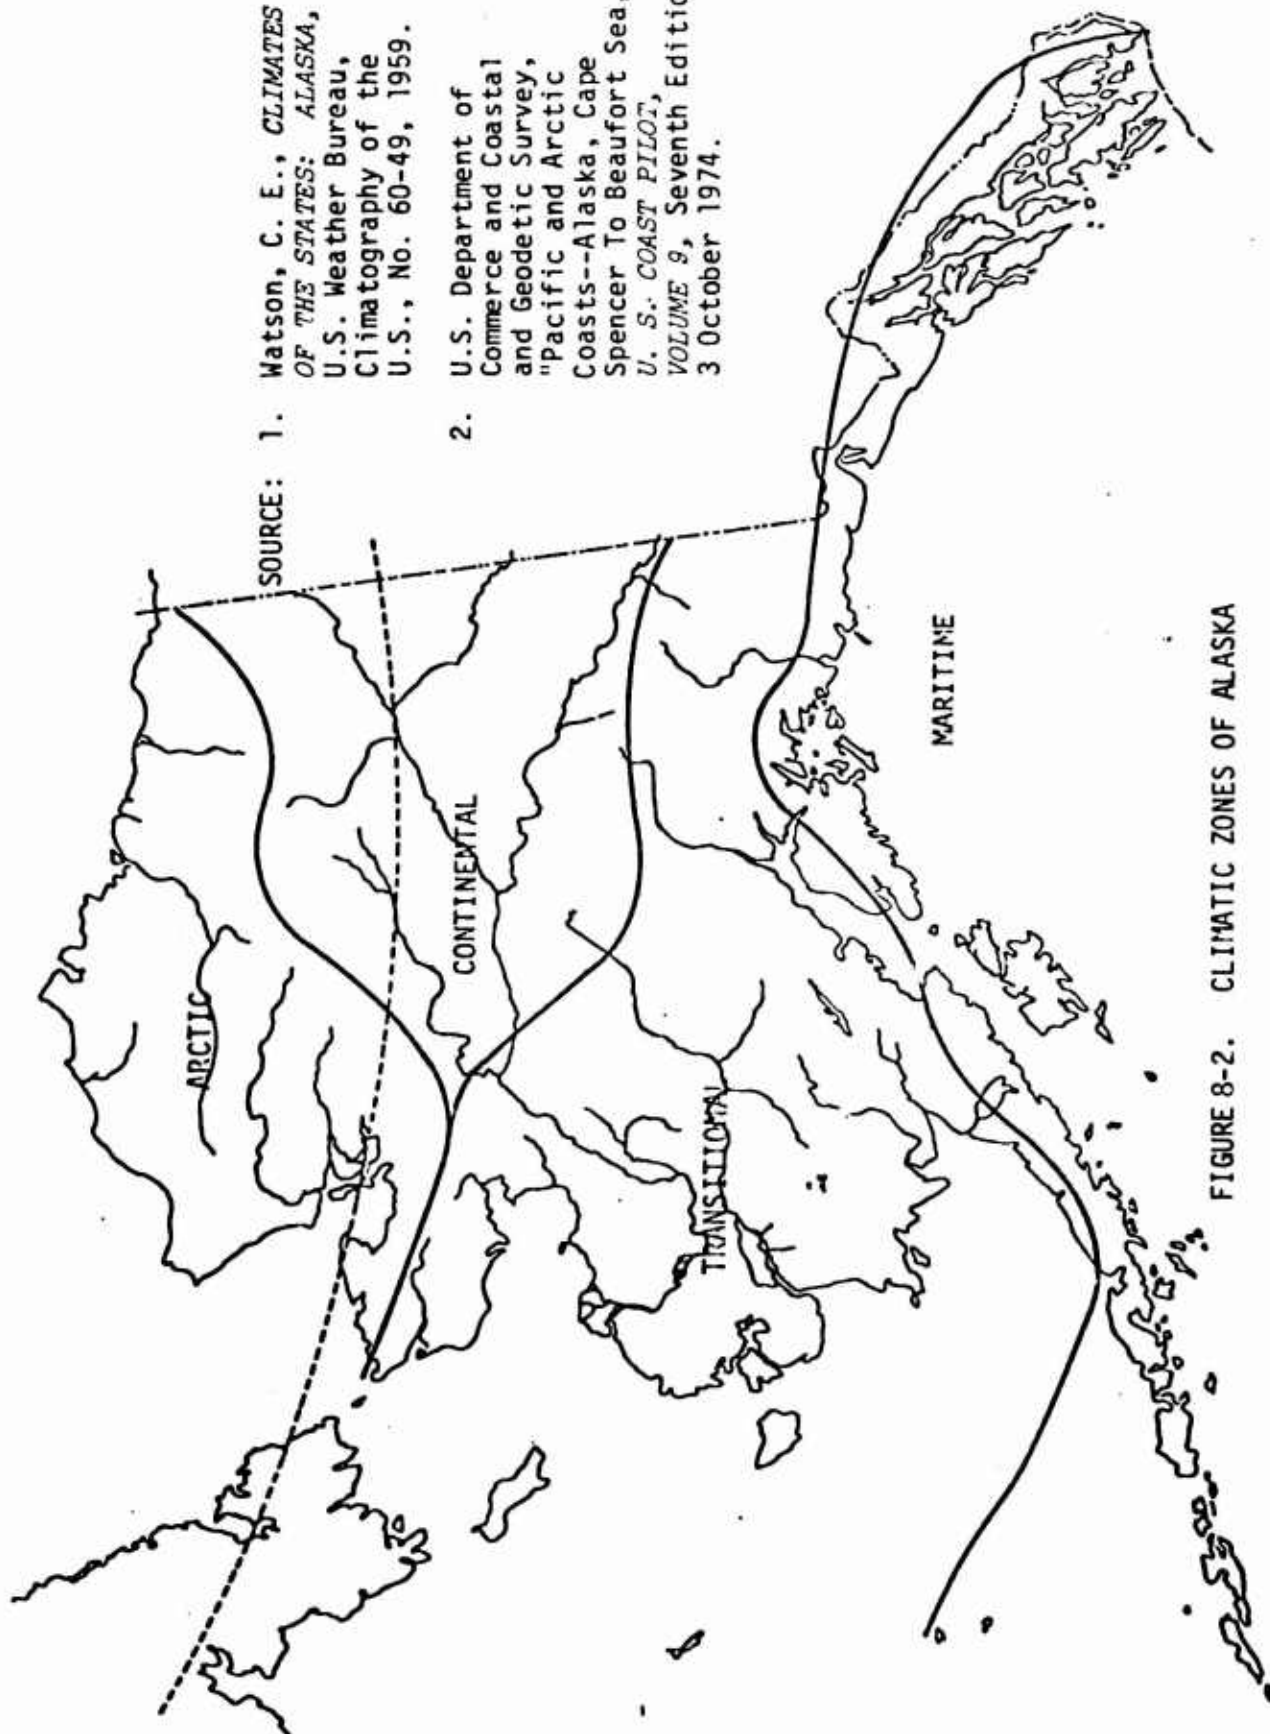 SOURCE: 1. Watson, C. E., CLIMATES
OF THE STATES: ALASKA,
U.S. Weather Bureau,
Climatography of the
U.S., No. 60-49, 1959.
2. U.S. Department of
Commerce and Coastal
and Geodetic Survey,
"Pacific and Arctic
Coasts--Alaska, Cape
Spencer To Beaufort Sea,
U. S. COAST PILOT,
VOLUME 9, Seventh Editio
3 October 1974.
ARCTIC
CONTINENTAL
TRANSITIONAL
MARITIME
FIGURE 8-2. CLIMATIC ZONES OF ALASKA